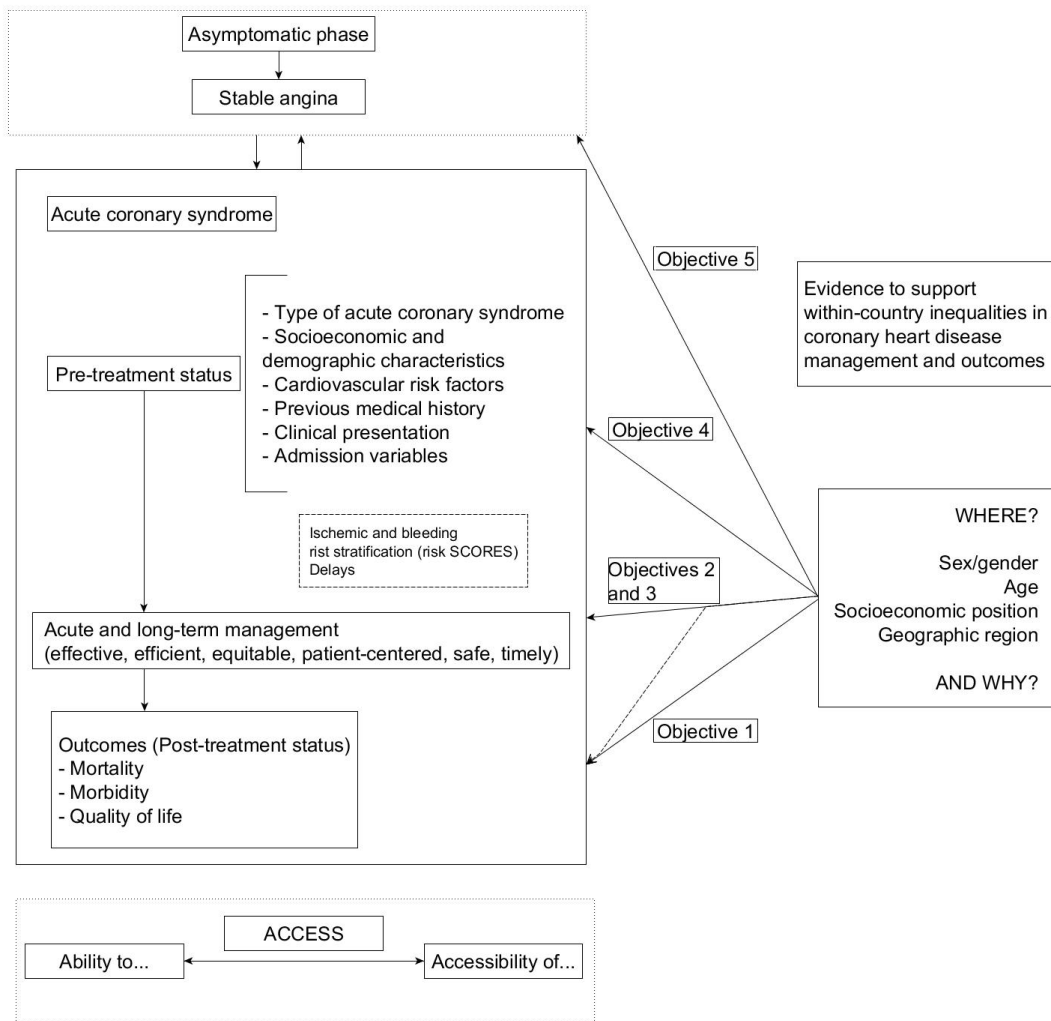 Asymptomatic phase
Stable angina
Acute coronary syndrome
- Type of acute coronary syndrome
- Socioeconomic and
demographic characteristics
- Cardiovascular risk factors
- Previous medical history
- Clinical presentation
- Admission variables
Pre-treatment status
Ischemic and bleeding
rist stratification (risk SCORES)
Delays
Acute and long-term management
(effective, efficient, equitable, patient-centered, safe, timely)
Outcomes (Post-treatment status)
- Mortality
- Morbidity
- Quality of life
Objective 5
Objective 4
Objectives 2
and 3
Objective 1
Evidence to support
within-country inequalities in
coronary heart disease
management and outcomes
WHERE?
Sex/gender
Age
Socioeconomic position
Geographic region
AND WHY?
ACCESS
Ability to...
Accessibility of...